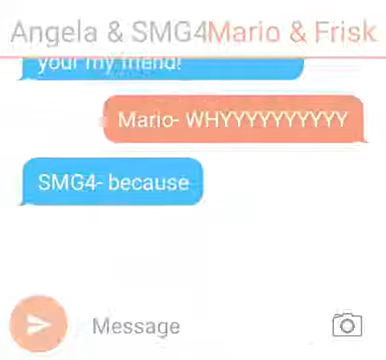 Angela & SMG4Mario & Frisk
your my friend!
Mario- WHYYYYYYYYYY
SMG4- because
Message